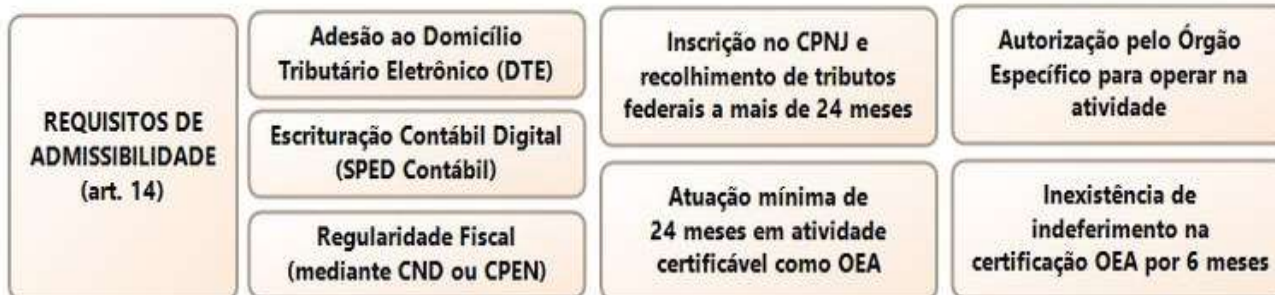 REQUISITOS DE
ADMISSIBILIDADE
(art. 14)
Adesão ao Domicílio
Tributário Eletrônico (DTE)
Escrituração Contábil Digital
(SPED Contábil)
Regularidade Fiscal
(mediante CND ou CPEN)
Inscrição no CPNJ e
recolhimento de tributos
federais a mais de 24 meses
Atuação mínima de
24 meses em atividade
certificável como OEA
Autorização pelo Órgão
Específico para operar na
atividade
Inexistência de
indeferimento na
certificação OEA por 6 meses